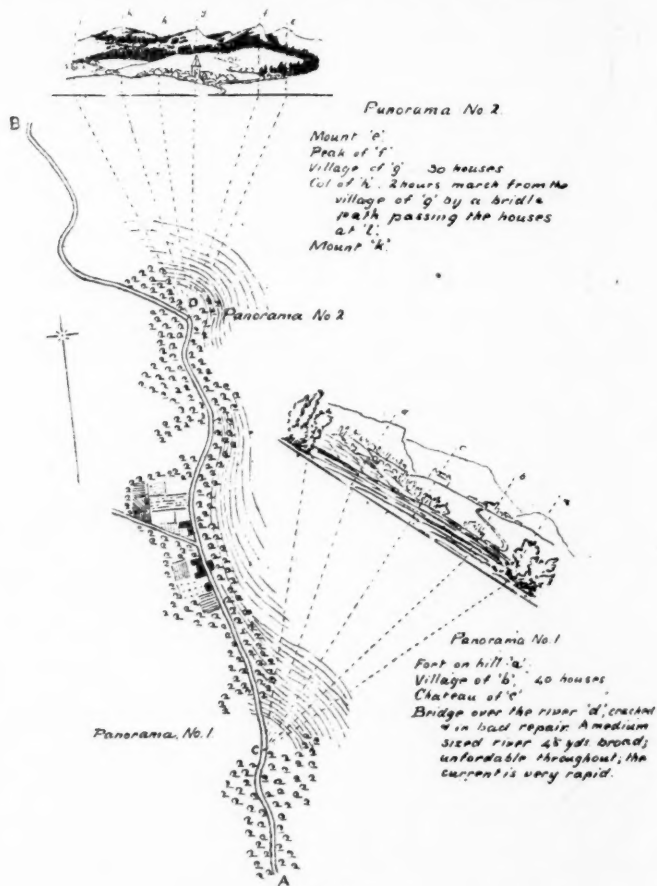 k h g f e
B
Panorama No 2.
Mount 'e'
Peak of 'f'
Village of 'g' 30 houses
Col of 'h'. 2 hours march from the
village of 'g' by a bridle
path passing the houses
at 'l'.
Mount 'k'.
D
Panorama No 2
Panorama No. 1
Fort on hill 'a'
Village of 'b', 40 houses
Chateau of 'c'
Bridge over the river 'd', cracked
& in bad repair. A medium
sized river 45 yds. broad;
unfordable throughout; the
current is very rapid.
Panorama, No. 1.
C
A